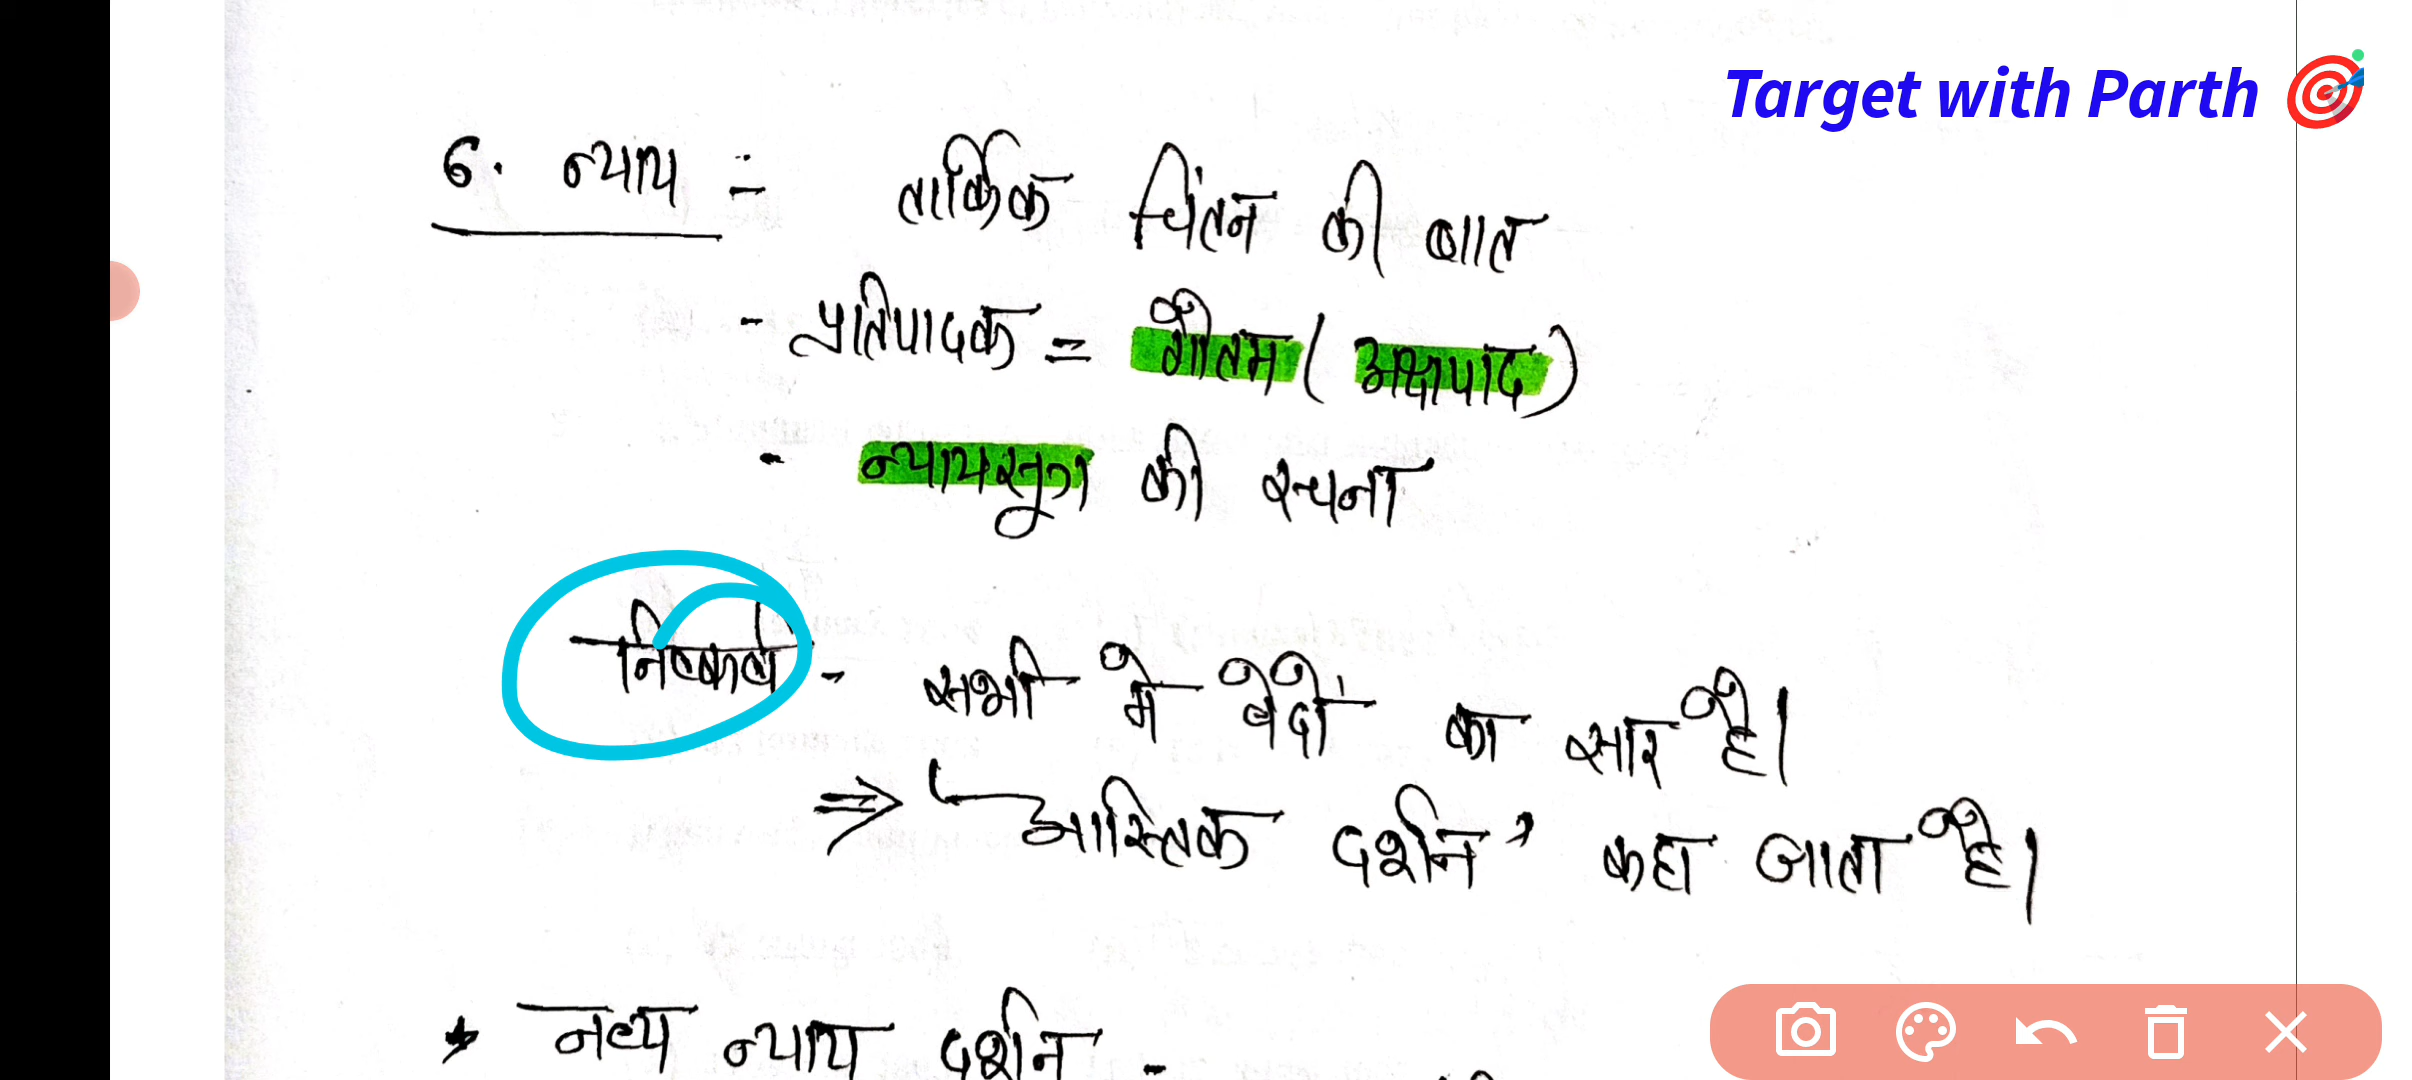 Target with Parth
6. न्याय = तार्किक चिंतन की बात
- प्रतिपादक = गौतम ( अक्षपाद )
- न्यायसूत्र की रचना
निष्कर्ष - सभी मे वेदों का सार है।
⇒ "आस्तिक दर्शन" कहा जाता है।
* नव्य न्याय दर्शन -